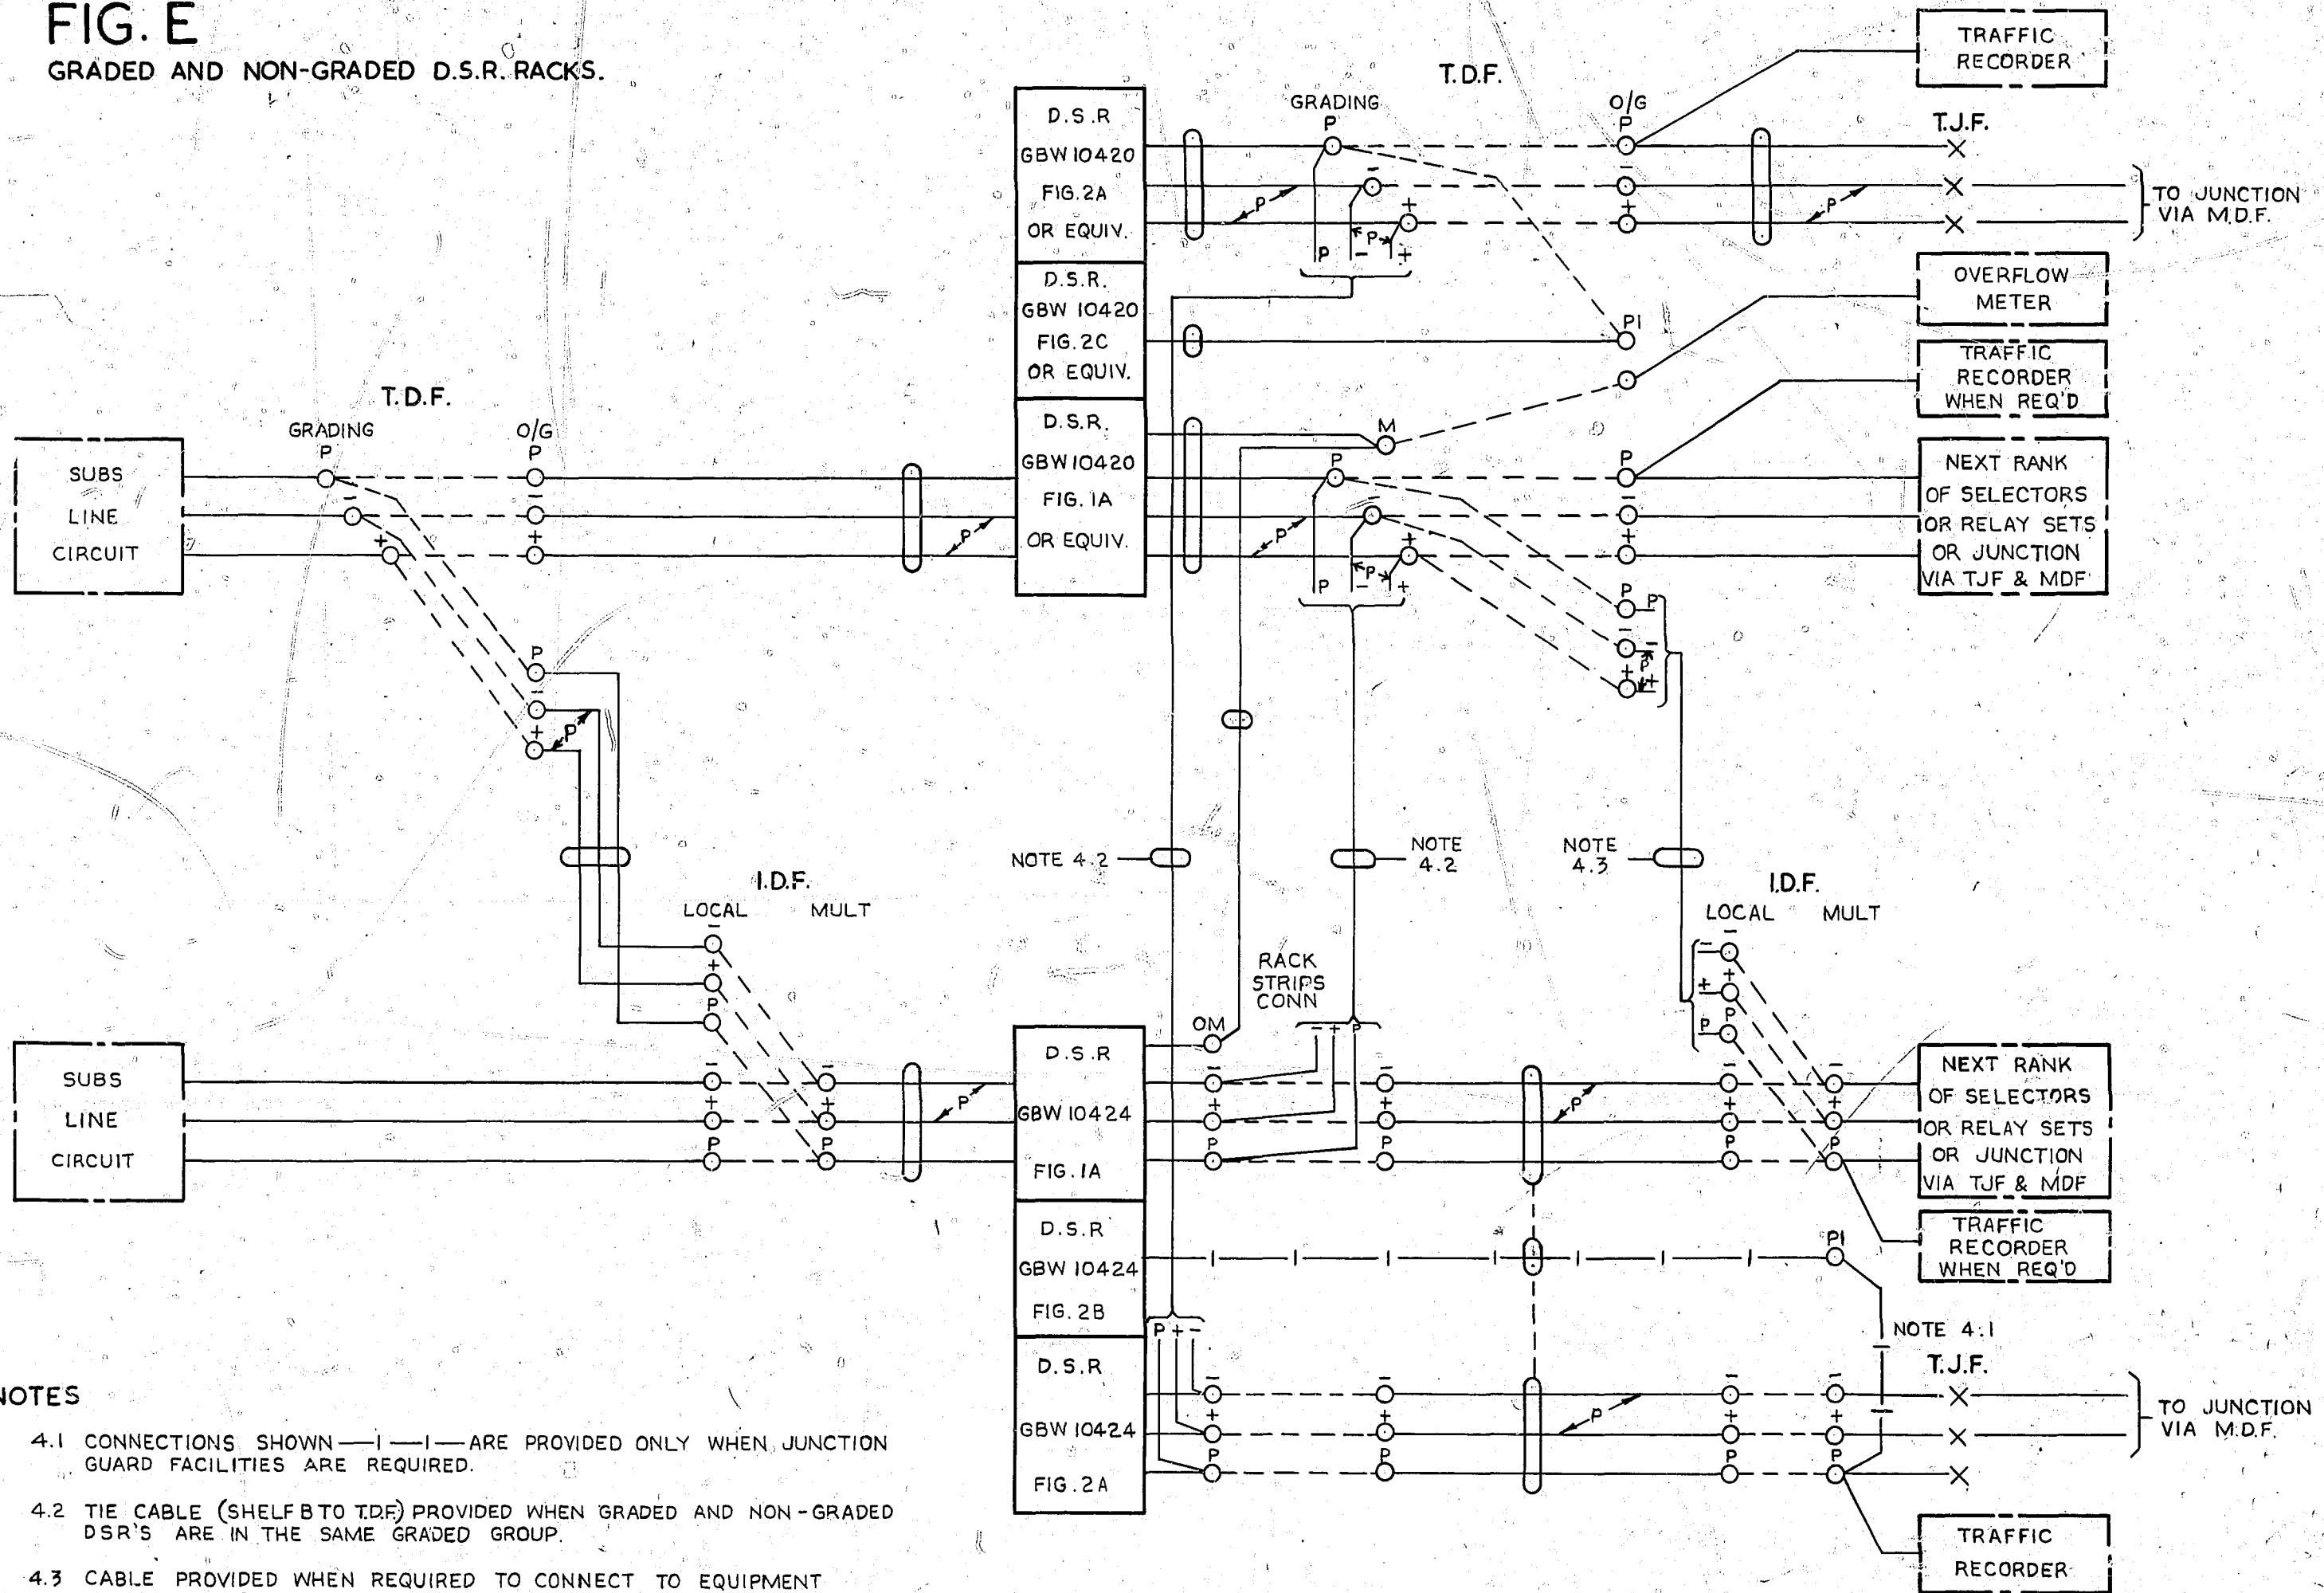 FIG. E
GRADED AND NON-GRADED D.S.R. RACKS.
T.D.F.
GRADING
P
O/G
P
-
+
-
+
P
P
P
P
-
+
TRAFFIC
RECORDER
T.J.F.
TO JUNCTION
VIA M.D.F.
D.S.R
GBW 10420
FIG. 2A
OR EQUIV.
D.S.R.
GBW 10420
FIG. 2C
OR EQUIV.
D.S.R.
GBW 10420
FIG. 1A
OR EQUIV.
PI
OVERFLOW
METER
TRAFFIC
RECORDER
WHEN REQ'D
M
P
-
+
P
P
P
-
+
P
-
+
NEXT RANK
OF SELECTORS
OR RELAY SETS
OR JUNCTION
VIA TJF & MDF
P
-
+
P
-
P
+
T.D.F.
GRADING
P
-
+
O/G
P
-
+
P
SUBS
LINE
CIRCUIT
P
-
+
P
NOTE 4.2
NOTE
4.2
NOTE
4.3
I.D.F.
LOCAL MULT
-
+
P
I.D.F.
LOCAL MULT
-
+
P
-
+
P
RACK
STRIPS
CONN
- + P
OM
SUBS
LINE
CIRCUIT
-
+
P
-
+
P
P
D.S.R
GBW 10424
FIG. 1A
D.S.R
GBW 10424
FIG. 2B
D.S.R
GBW 10424
FIG. 2A
-
+
P
-
+
P
P
-
+
P
-
+
P
NEXT RANK
OF SELECTORS
OR RELAY SETS
OR JUNCTION
VIA TJF & MDF
TRAFFIC
RECORDER
WHEN REQ'D
PI
NOTE 4.1
P + -
-
+
P
-
+
P
P
-
+
P
-
+
P
T.J.F.
TO JUNCTION
VIA M.D.F.
TRAFFIC
RECORDER
NOTES
4.1 CONNECTIONS SHOWN —I—I— ARE PROVIDED ONLY WHEN JUNCTION
GUARD FACILITIES ARE REQUIRED.
4.2 TIE CABLE (SHELF B TO T.D.F.) PROVIDED WHEN GRADED AND NON-GRADED
DSR'S ARE IN THE SAME GRADED GROUP.
4.3 CABLE PROVIDED WHEN REQUIRED TO CONNECT TO EQUIPMENT